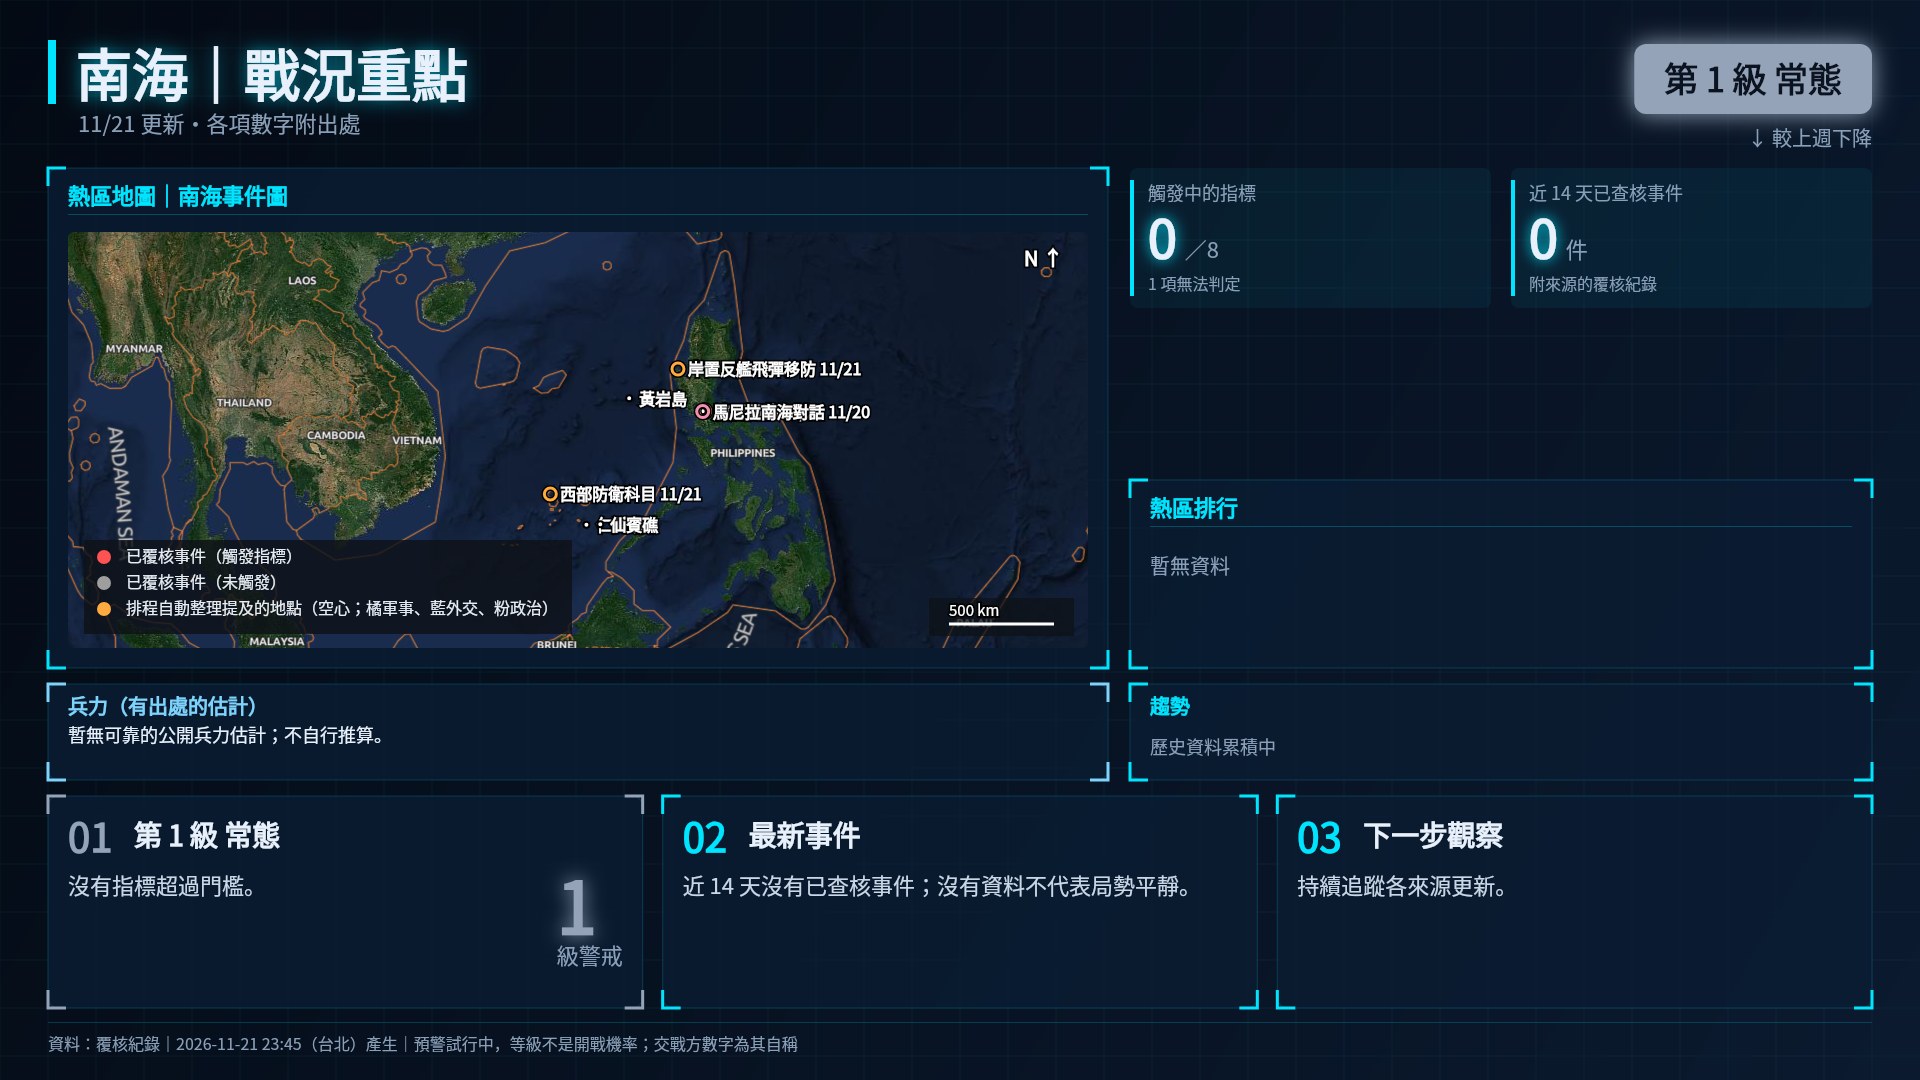 南海｜戰況重點
11/21 更新・各項數字附出處
第 1 級 常態
↓ 較上週下降
熱區地圖｜南海事件圖
N ↑
LAOS
MYANMAR
THAILAND
CAMBODIA
VIETNAM
ANDAMAN SE
岸置反艦飛彈移防 11/21
黃岩島
馬尼拉南海對話 11/20
PHILIPPINES
西部防衛科目 11/21
仁仙賓礁
已覆核事件（觸發指標）
已覆核事件（未觸發）
排程自動整理提及的地點（空心；橘軍事、藍外交、粉政治）
MALAYSIA
BRUNEI
SEA
500 km
PALAU
觸發中的指標
0 ／8
1 項無法判定
近 14 天已查核事件
0 件
附來源的覆核紀錄
熱區排行
暫無資料
兵力（有出處的估計）
暫無可靠的公開兵力估計；不自行推算。
趨勢
歷史資料累積中
01 第 1 級 常態
沒有指標超過門檻。
1
級警戒
02 最新事件
近 14 天沒有已查核事件；沒有資料不代表局勢平靜。
03 下一步觀察
持續追蹤各來源更新。
資料：覆核紀錄｜2026-11-21 23:45（台北）產生｜預警試行中，等級不是開戰機率；交戰方數字為其自稱